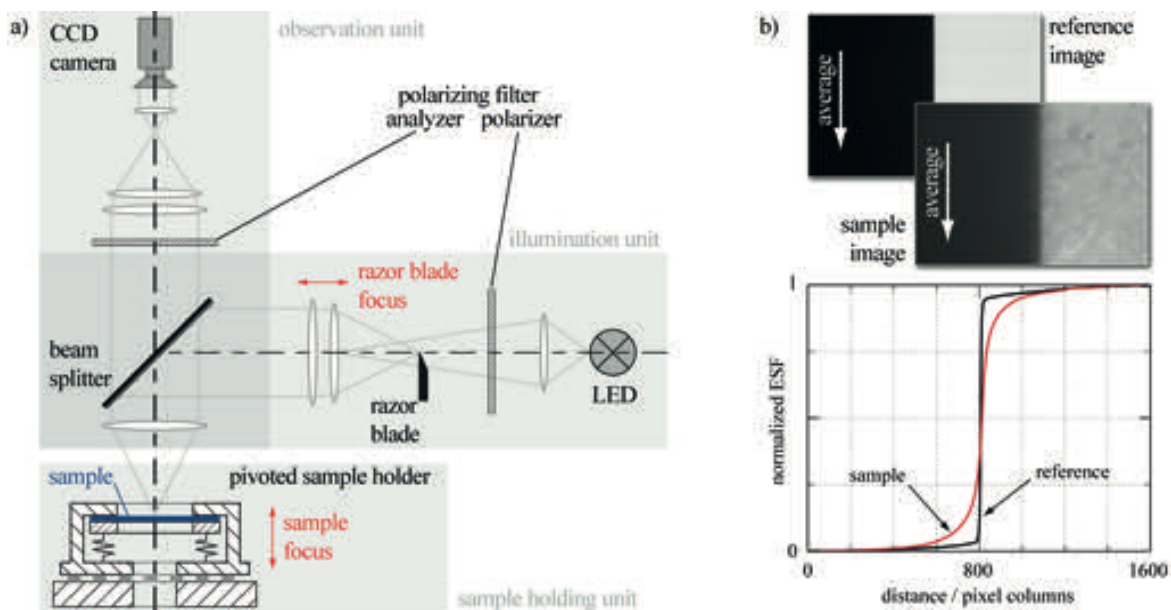 a)
CCD
camera
observation unit
polarizing filter
analyzer
polarizer
illumination unit
razor blade
focus
beam
splitter
razor
blade
LED
sample
pivoted sample holder
sample
focus
sample holding unit
b)
reference
image
average
average
sample
image
1
normalized ESF
sample
reference
0
0
800
1600
distance / pixel columns